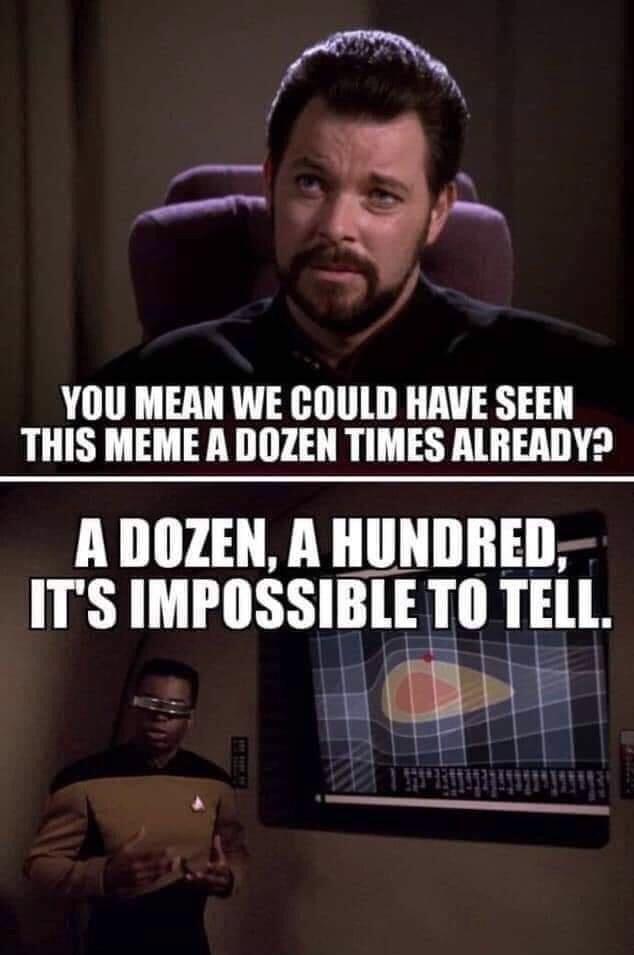 YOU MEAN WE COULD HAVE SEEN
THIS MEME A DOZEN TIMES ALREADY?
A DOZEN, A HUNDRED,
IT'S IMPOSSIBLE TO TELL.